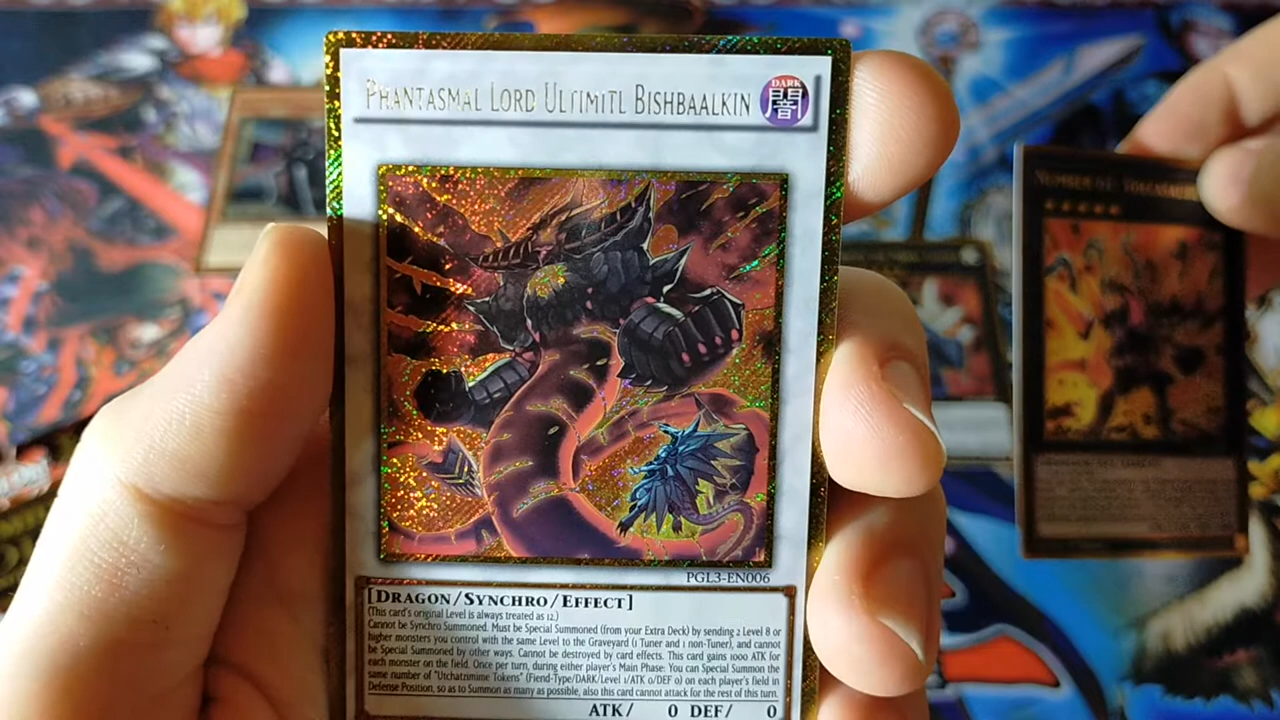 PHANTASMAL LORD ULTIMITL BISHBAALKIN
DARK
闇
PGL3-EN006
[DRAGON/SYNCHRO/EFFECT]
(This card's original Level is always treated as 12.)
Cannot be Synchro Summoned. Must be Special Summoned (from your Extra Deck) by sending 2 Level 8 or
higher monsters you control with the same Level to the Graveyard (1 Tuner and 1 non-Tuner), and cannot
be Special Summoned by other ways. Cannot be destroyed by card effects. This card gains 1000 ATK for
each monster on the field. Once per turn, during either player's Main Phase: You can Special Summon the
same number of "Utchatzimime Tokens" (Fiend-Type/DARK/Level 1/ATK 0/DEF 0) on each player's field in
Defense Position, so as to Summon as many as possible, also this card cannot attack for the rest of this turn.
ATK/ 0 DEF/ 0
NUMBER